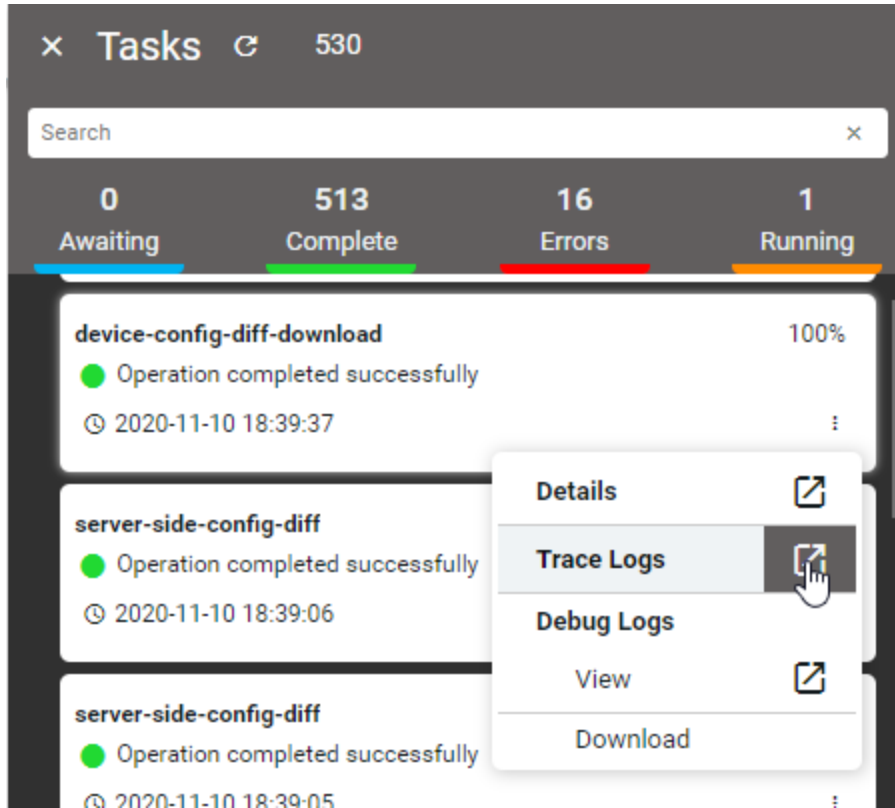 Tasks 530
Search
0 513 16 1
Awaiting Complete Errors Running
device-config-diff-download 100%
Operation completed successfully
2020-11-10 18:39:37
Details
server-side-config-diff
Operation completed successfully
Trace Logs
2020-11-10 18:39:06
Debug Logs
View
server-side-config-diff
Download
Operation completed successfully
2020-11-10 18:39:05